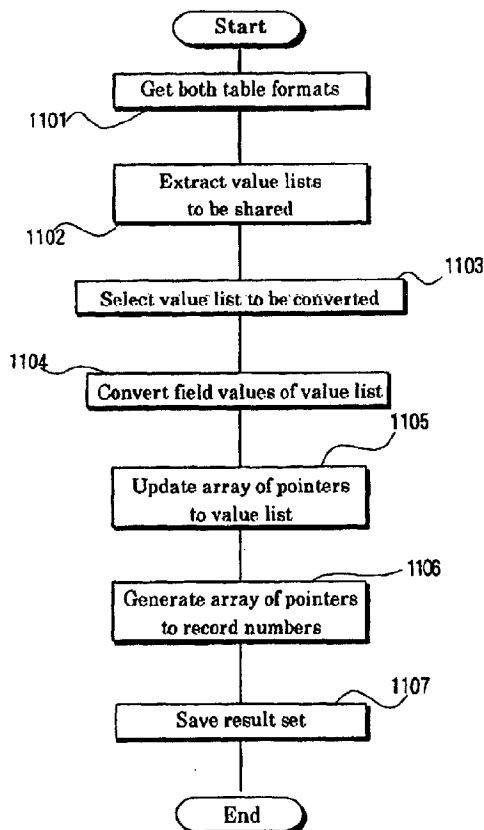 Start
Get both table formats
1101
Extract value lists
to be shared
1102
1103
Select value list to be converted
1104
Convert field values of value list
1105
Update array of pointers
to value list
1106
Generate array of pointers
to record numbers
1107
Save result set
End